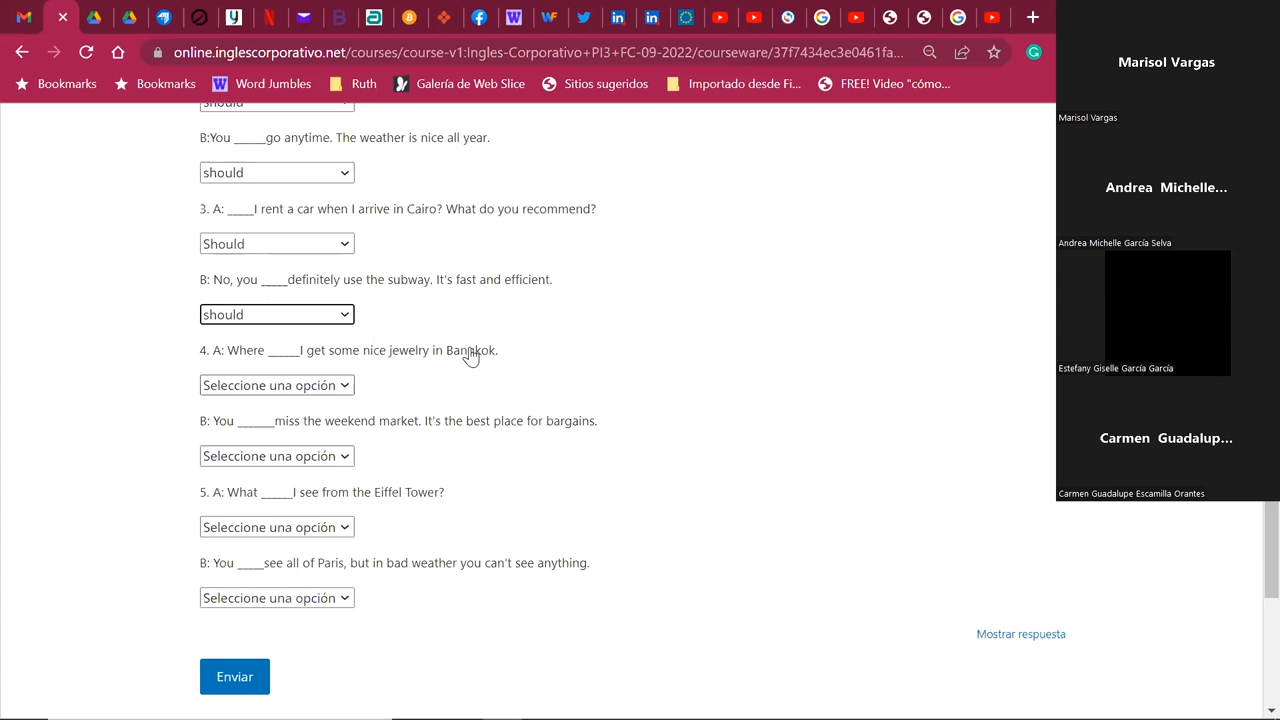 online.inglescorporativo.net/courses/course-v1:Ingles-Corporativo+PI3+FC-09-2022/courseware/37f7434ec3e0461fa...
Bookmarks
Bookmarks
Word Jumbles
Ruth
Galería de Web Slice
Sitios sugeridos
Importado desde Fi...
FREE! Video "cómo...
should
B:You ______go anytime. The weather is nice all year.
should
3. A: _____I rent a car when I arrive in Cairo? What do you recommend?
Should
B: No, you _____definitely use the subway. It's fast and efficient.
should
4. A: Where ______I get some nice jewelry in Bangkok.
Seleccione una opción
B: You _______miss the weekend market. It's the best place for bargains.
Seleccione una opción
5. A: What ______I see from the Eiffel Tower?
Seleccione una opción
B: You _____see all of Paris, but in bad weather you can't see anything.
Seleccione una opción
Mostrar respuesta
Enviar
Marisol Vargas
Marisol Vargas
Andrea Michelle...
Andrea Michelle García Selva
Estefany Giselle García García
Carmen Guadalup...
Carmen Guadalupe Escamilla Orantes